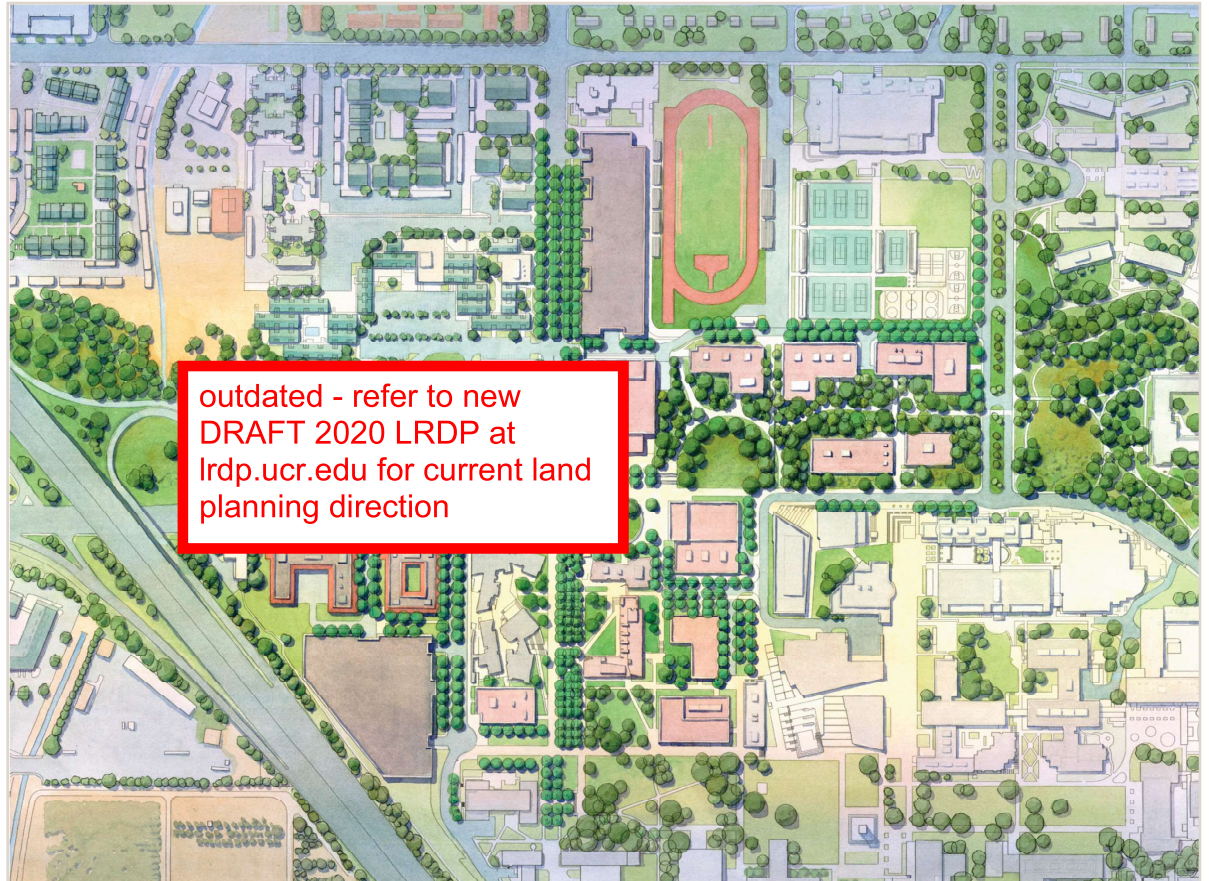 outdated - refer to new
DRAFT 2020 LRDP at
lrdp.ucr.edu for current land
planning direction